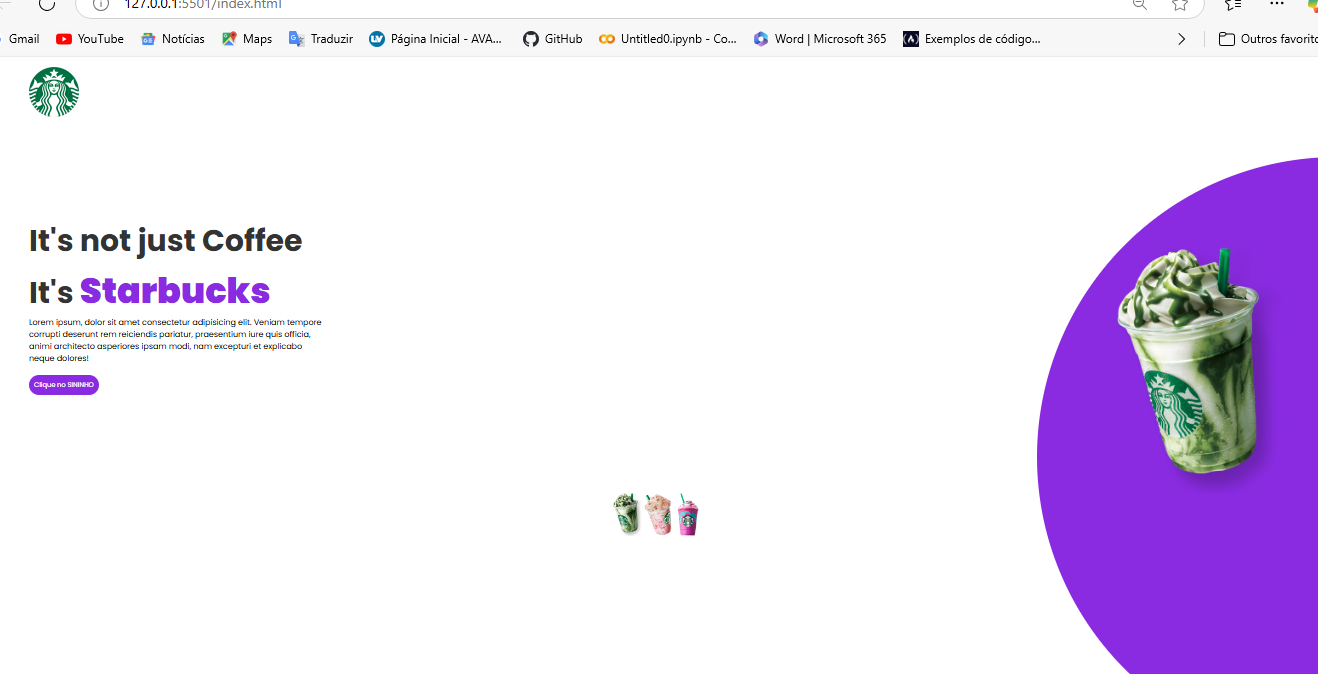 127.0.0.1:5501/index.html
Gmail YouTube Notícias Maps Traduzir Página Inicial - AVA... GitHub Untitled0.ipynb - Co... Word | Microsoft 365 Exemplos de código... Outros favorito
It's not just Coffee
It's Starbucks
Lorem ipsum, dolor sit amet consectetur adipisicing elit. Veniam tempore
corrupti deserunt rem reiciendis pariatur, praesentium iure quis officia,
animi architecto asperiores ipsam modi, nam excepturi et explicabo
neque dolores!
Clique no SININHO